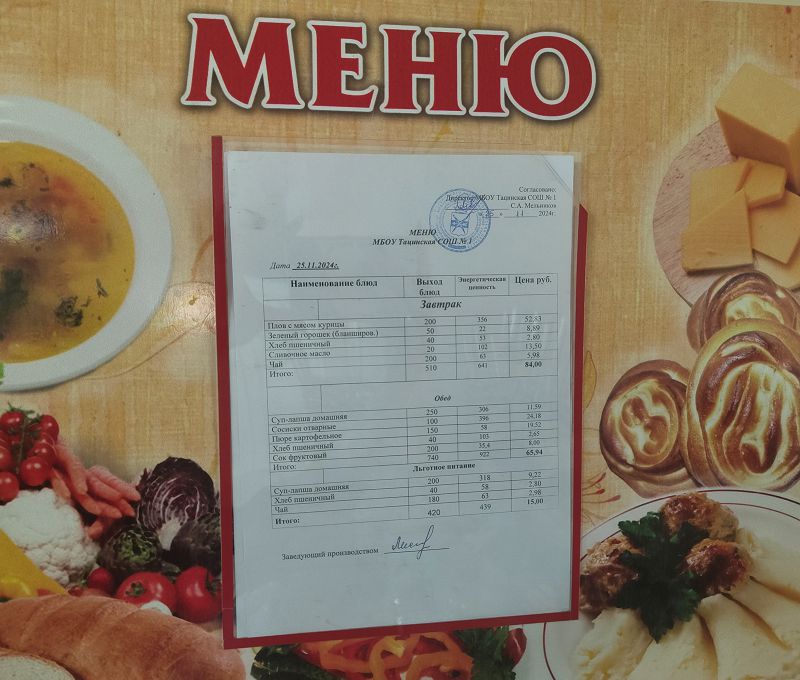 МЕНЮ
Согласовано:
Директор МБОУ Тацинская СОШ № 1
С.А. Мельников
« 25 » 11 2024г.
МЕНЮ
МБОУ Тацинская СОШ № 1
Дата 25.11.2024г.
Наименование блюд Выход блюд Энергетическая ценность Цена руб.
Завтрак
Плов с мясом курицы 200 356 52,83
Зеленый горошек (бланширов.) 50 22 8,89
Хлеб пшеничный 40 53 2,80
Сливочное масло 20 102 13,50
Чай 200 63 5,98
Итого: 510 641 84,00
Обед
Суп-лапша домашняя 250 306 11,59
Сосиски отварные 100 396 24,18
Пюре картофельное 150 58 19,52
Хлеб пшеничный 40 103 2,65
Сок фруктовый 200 35,4 8,00
Итого: 740 922 65,94
Льготное питание
Суп-лапша домашняя 200 318 9,22
Хлеб пшеничный 40 58 2,80
Чай 180 63 2,98
Итого: 420 439 15,00
Заведующий производством